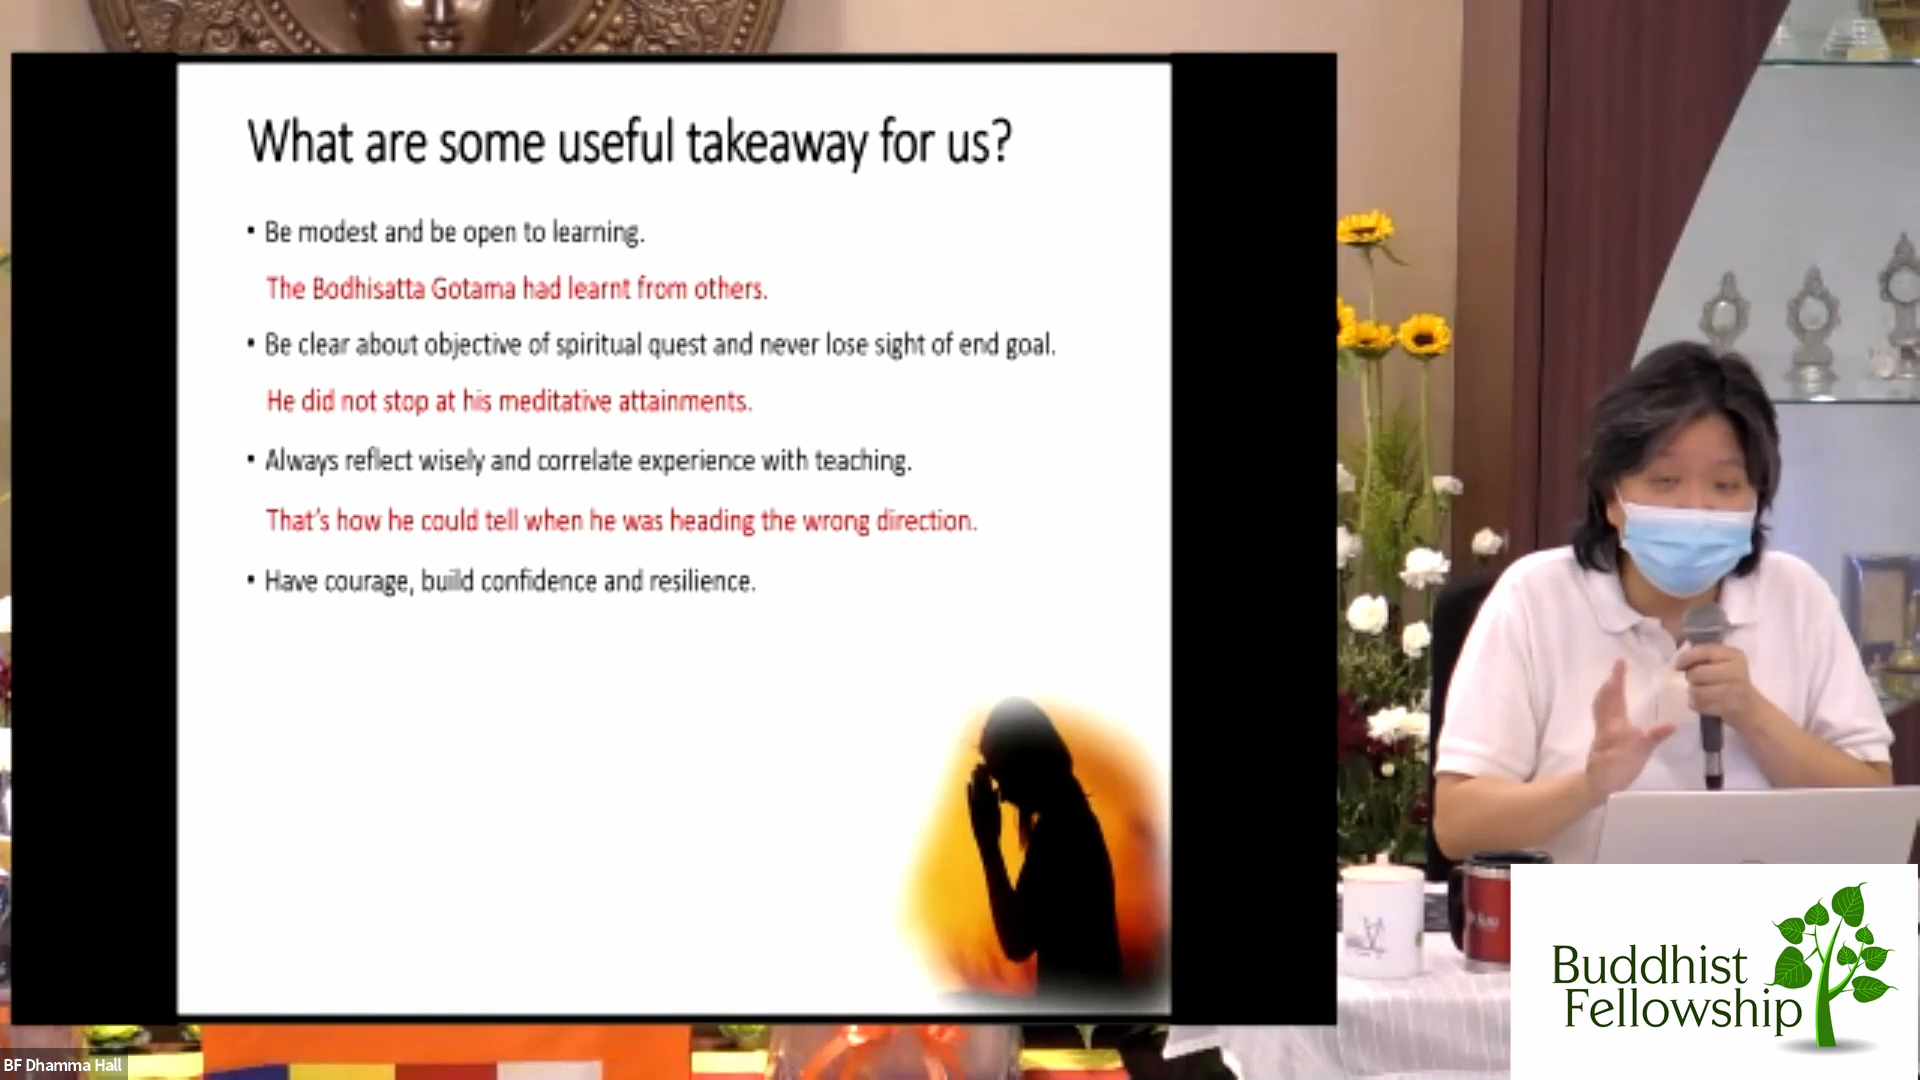 What are some useful takeaway for us?
• Be modest and be open to learning.
The Bodhisatta Gotama had learnt from others.
• Be clear about objective of spiritual quest and never lose sight of end goal.
He did not stop at his meditative attainments.
• Always reflect wisely and correlate experience with teaching.
That's how he could tell when he was heading the wrong direction.
• Have courage, build confidence and resilience.
Buddhist
Fellowship
BF Dhamma Hall